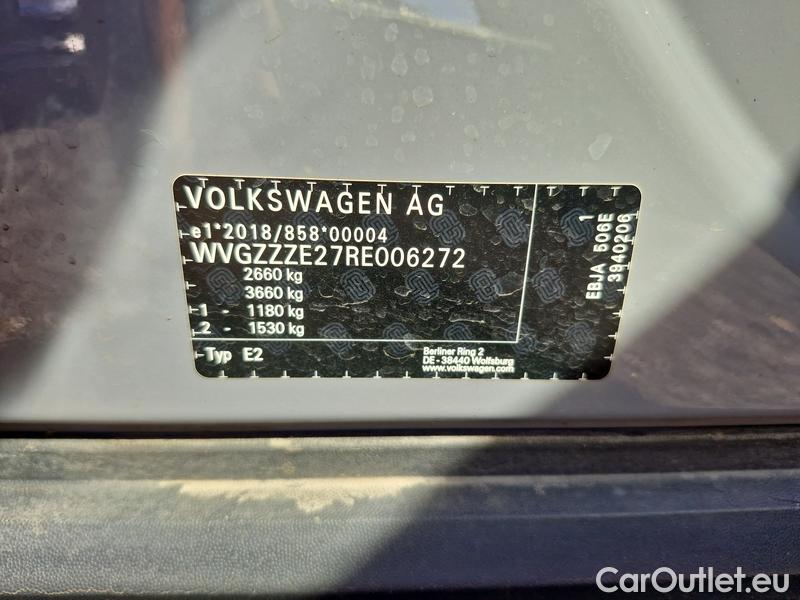 VOLKSWAGEN AG
e1*2018/858*00004
WVGZZZE27RE006272
2660 kg
3660 kg
1 - 1180 kg
2 - 1530 kg
Typ E2
Berliner Ring 2
DE - 38440 Wolfsburg
www.volkswagen.com
EBJA 506E 1
3940206
CarOutlet.eu